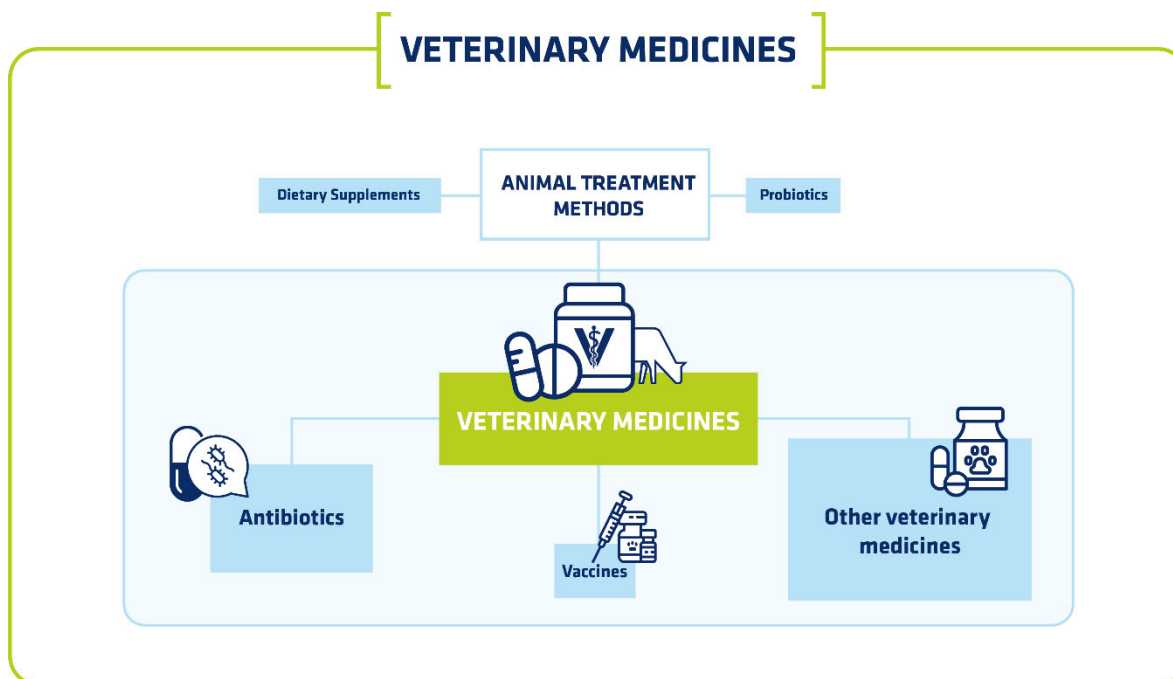 VETERINARY MEDICINES
ANIMAL TREATMENT
METHODS
Dietary Supplements
Probiotics
VETERINARY MEDICINES
Antibiotics
Vaccines
Other veterinary
medicines